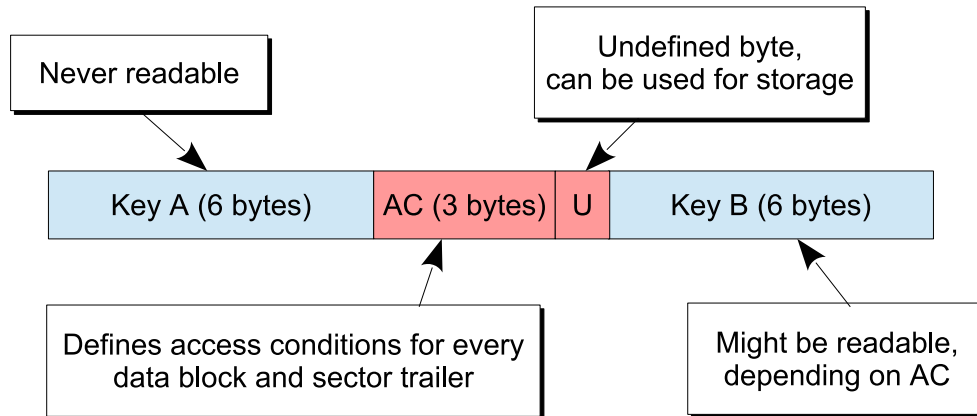 Never readable
Undefined byte,
can be used for storage
Key A (6 bytes)
AC (3 bytes)
U
Key B (6 bytes)
Defines access conditions for every
data block and sector trailer
Might be readable,
depending on AC